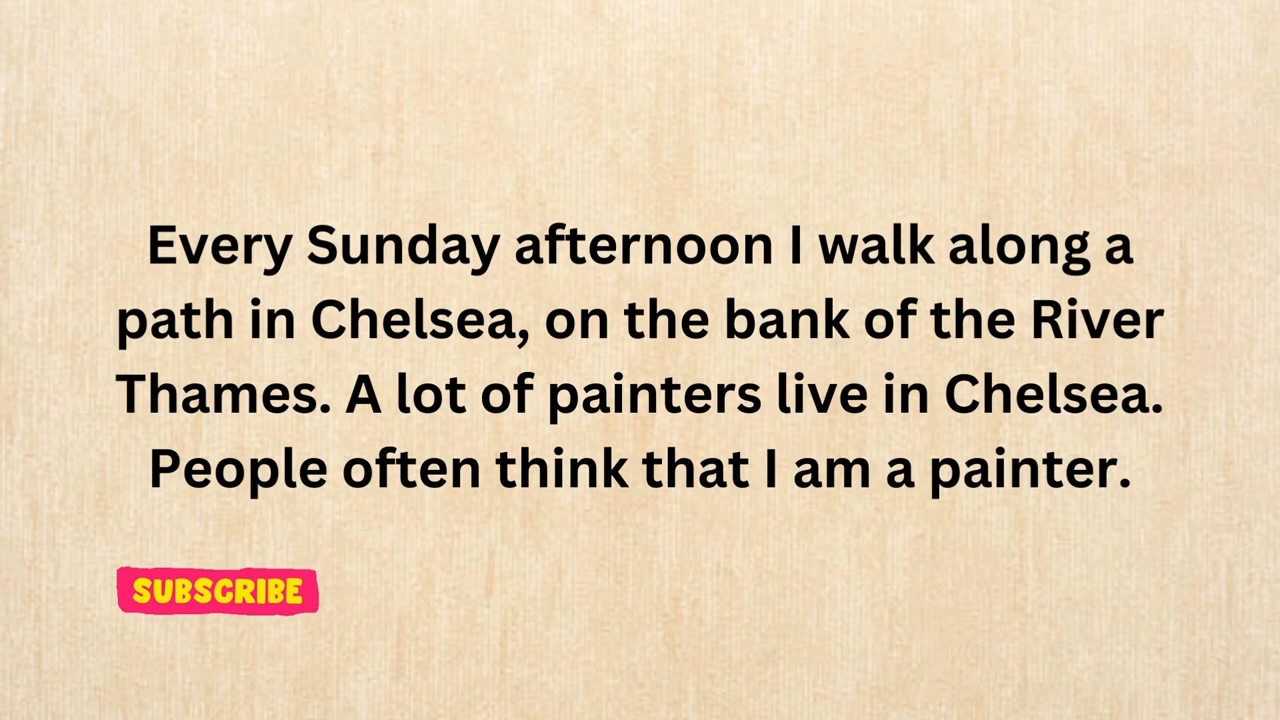 Every Sunday afternoon I walk along a
path in Chelsea, on the bank of the River
Thames. A lot of painters live in Chelsea.
People often think that I am a painter.
SUBSCRIBE